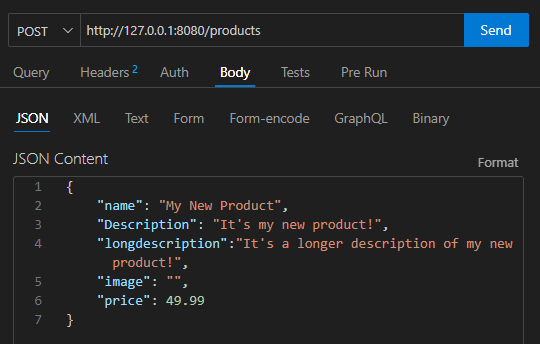 POST http://127.0.0.1:8080/products Send
Query Headers 2 Auth Body Tests Pre Run
JSON XML Text Form Form-encode GraphQL Binary
JSON Content Format
1 {
2 "name": "My New Product",
3 "Description": "It's my new product!",
4 "longdescription":"It's a longer description of my new
product!",
5 "image": "",
6 "price": 49.99
7 }